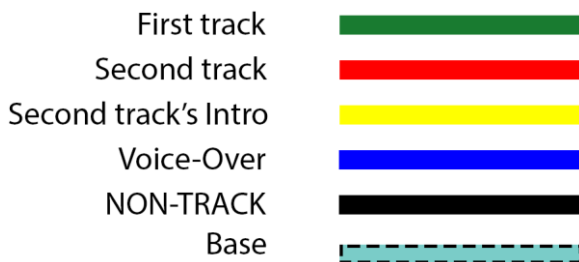 First track
Second track
Second track’s Intro
Voice-Over
NON-TRACK
Base